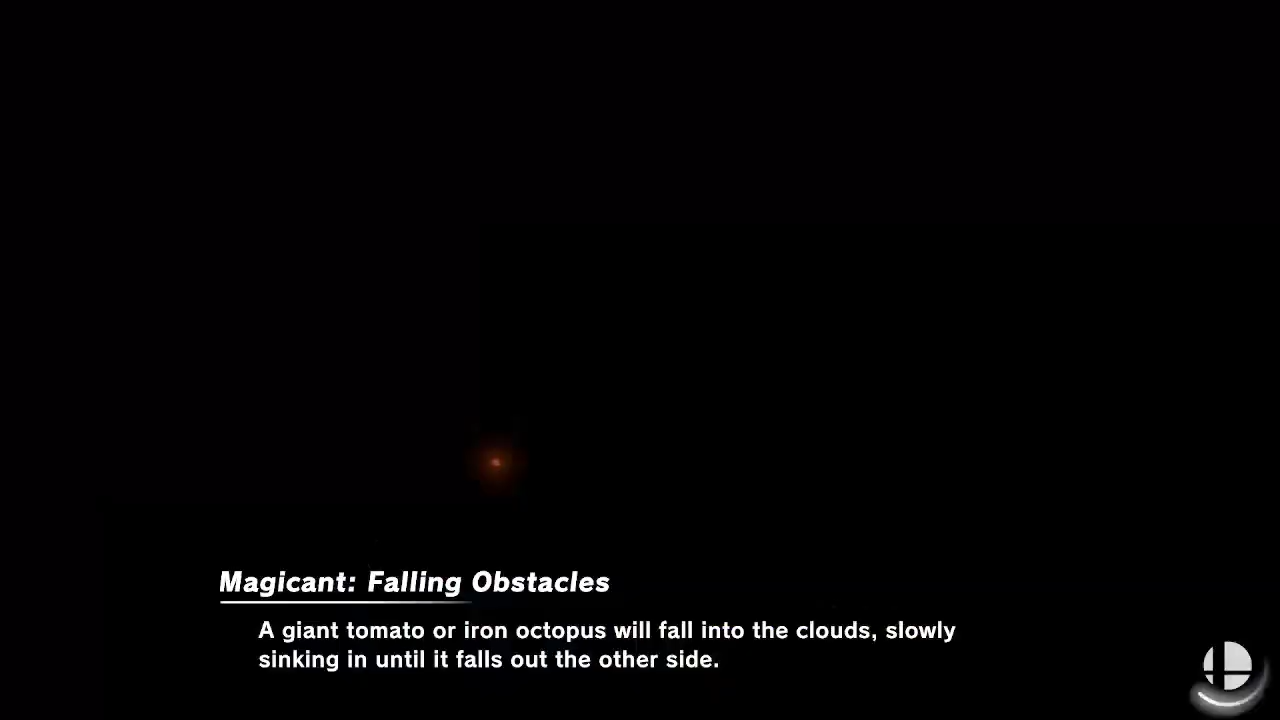 Magicant: Falling Obstacles
A giant tomato or iron octopus will fall into the clouds, slowly
sinking in until it falls out the other side.